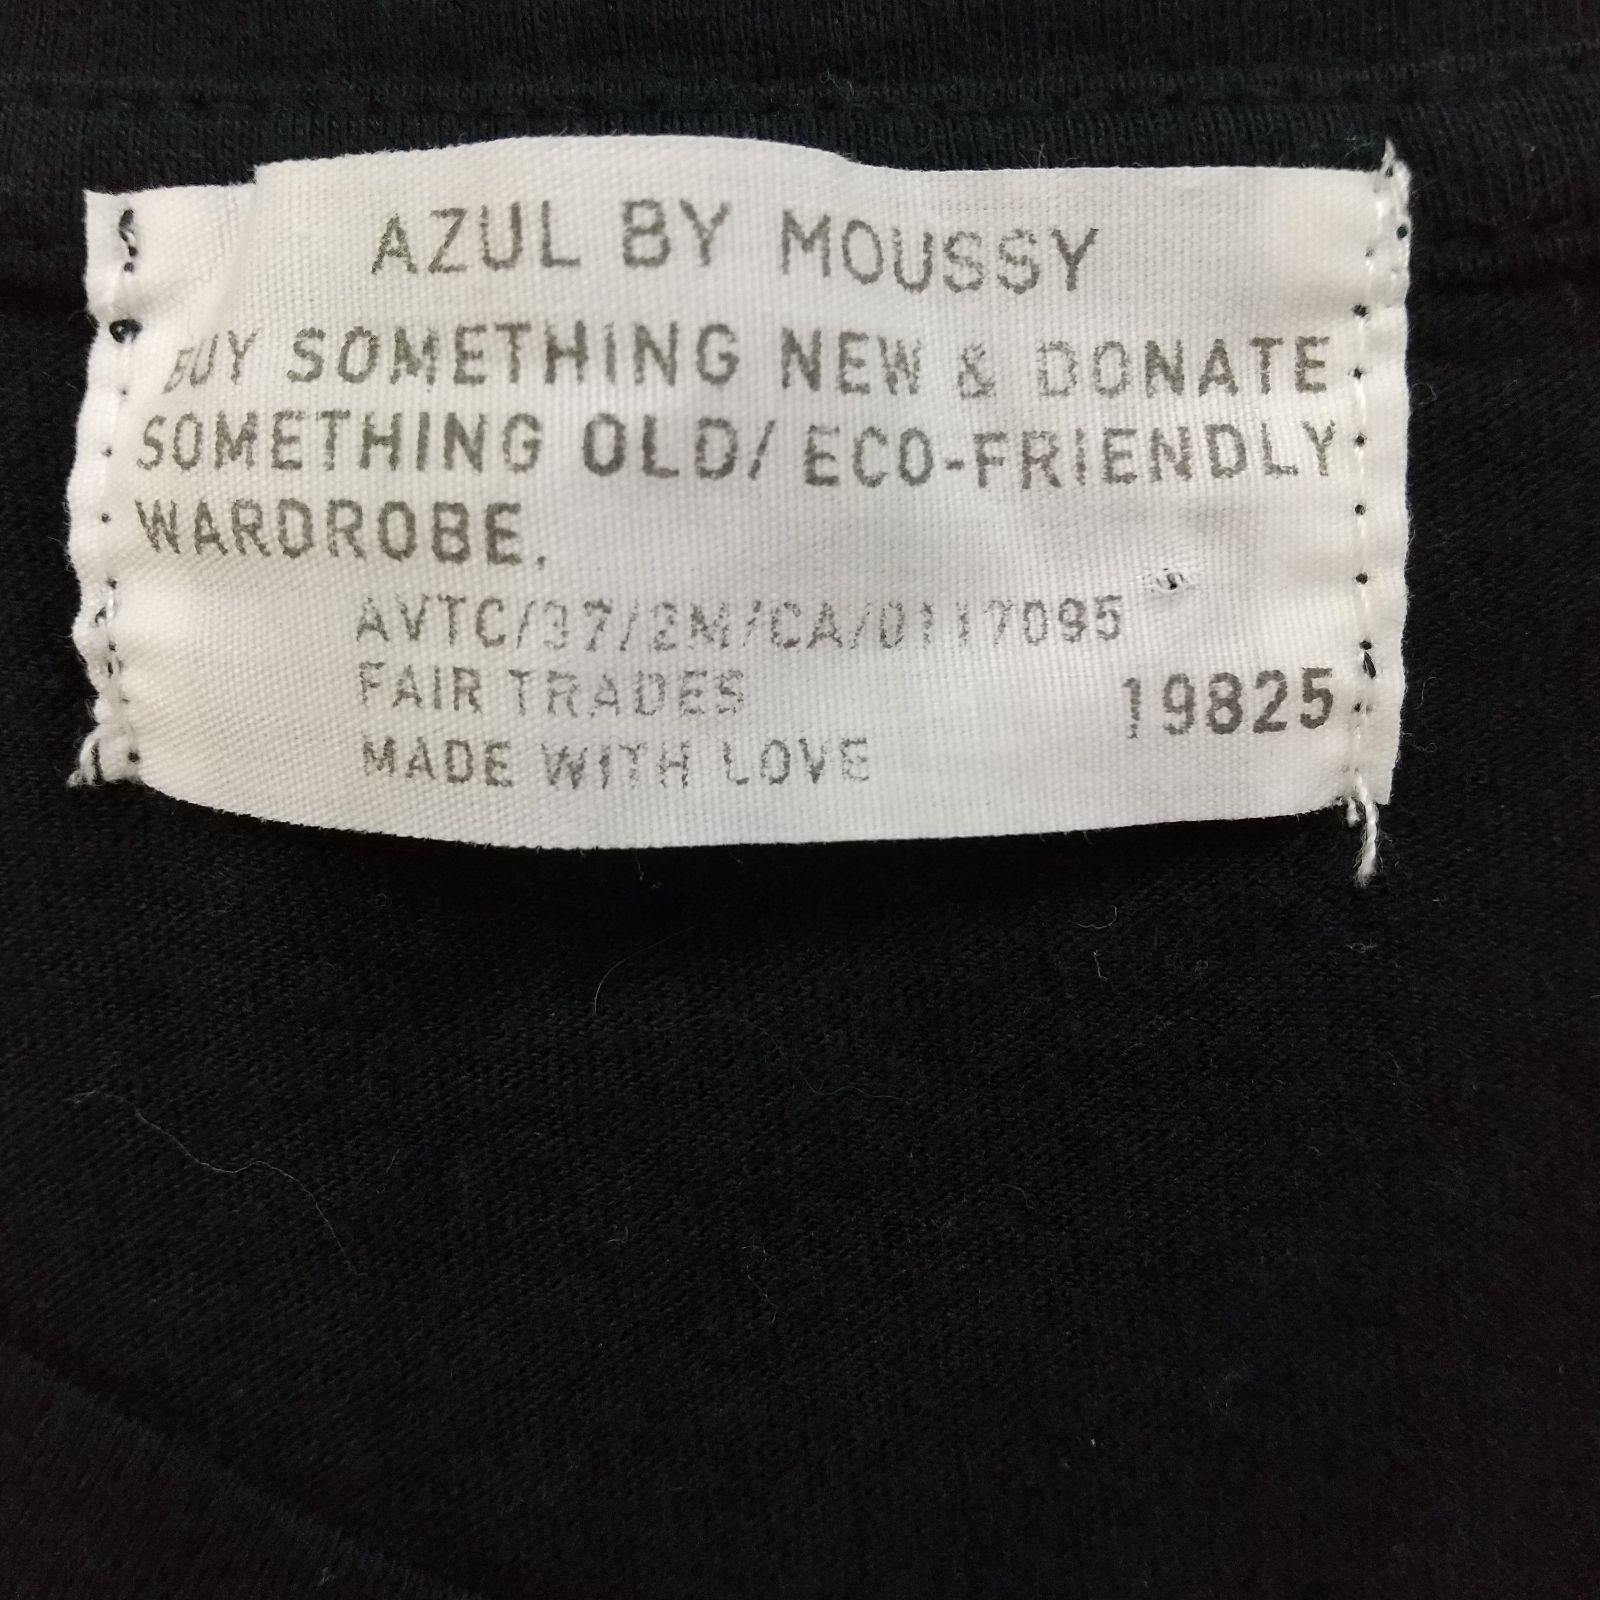 AZUL BY MOUSSY
BUY SOMETHING NEW & DONATE
SOMETHING OLD/ ECO-FRIENDLY
WARDROBE.
AVTC/37/2M/CA/0117095
FAIR TRADES
19825
MADE WITH LOVE